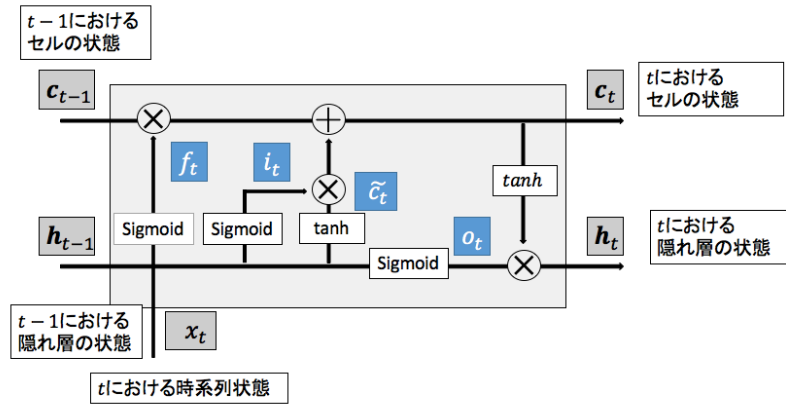 t−1における
セルの状態
c_{t−1}
c_t
tにおける
セルの状態
f_t
i_t
c̃_t
tanh
h_{t−1}
Sigmoid
Sigmoid
tanh
o_t
h_t
tにおける
隠れ層の状態
Sigmoid
t−1における
隠れ層の状態
x_t
tにおける時系列状態